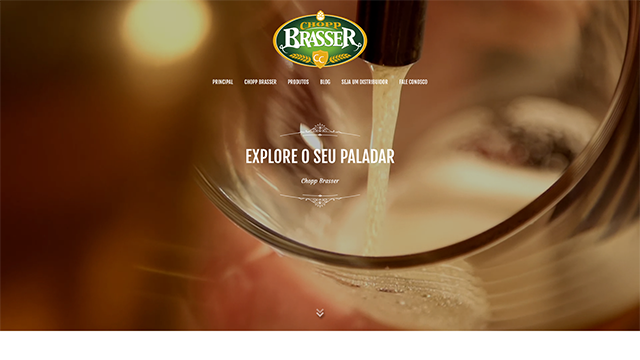 CHOPP
BRASSER
PRINCIPAL CHOPP BRASSER PRODUTOS BLOG SEJA UM DISTRIBUIDOR FALE CONOSCO
EXPLORE O SEU PALADAR
Chopp Brasser